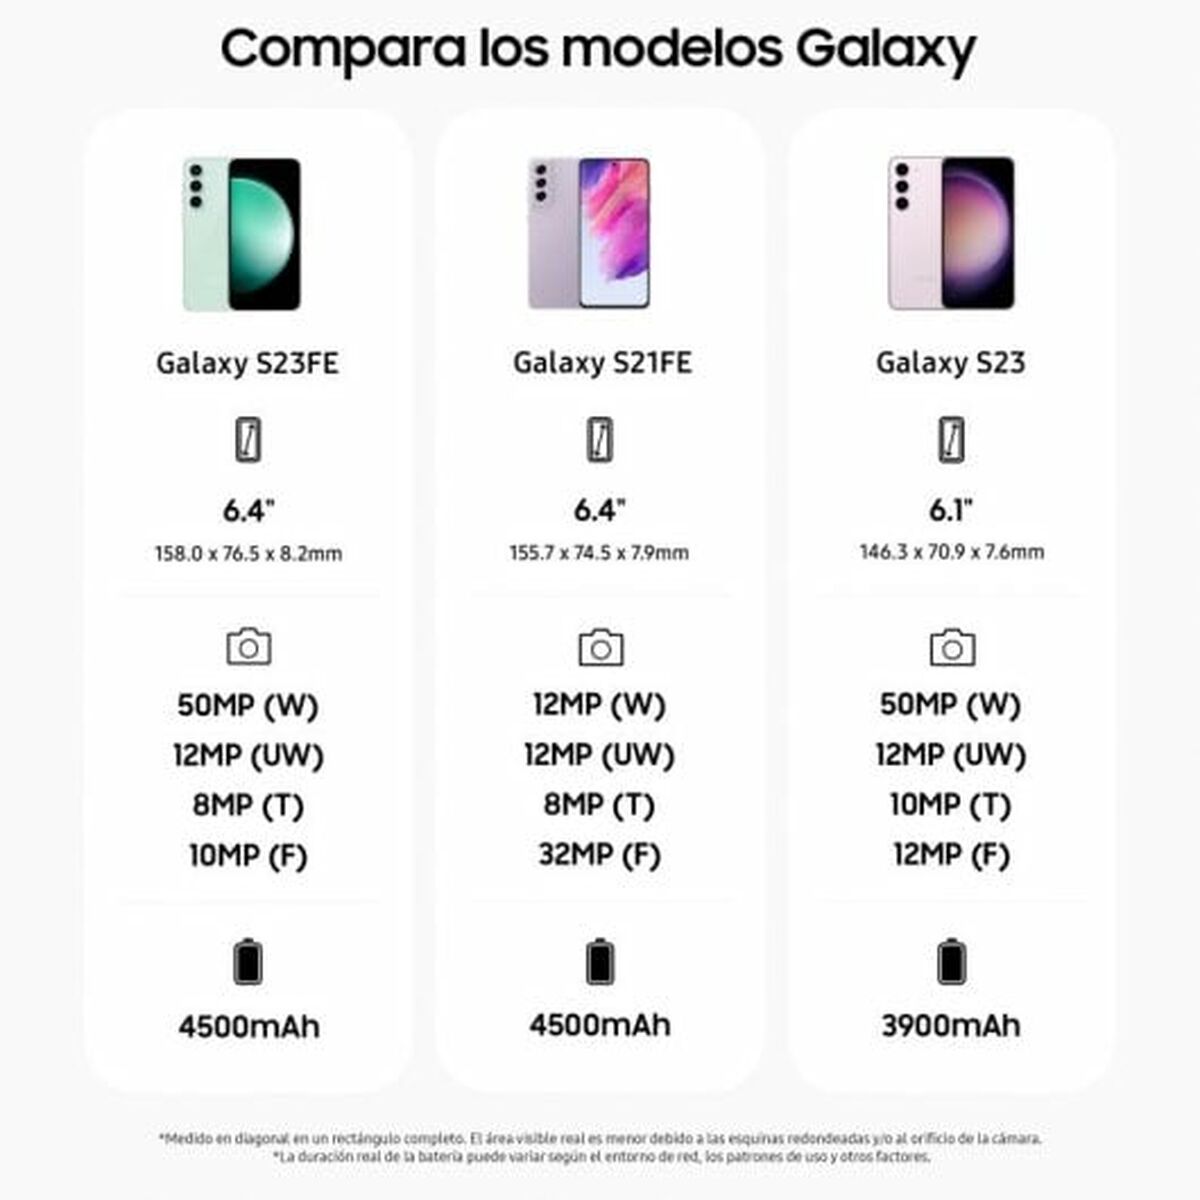 Compara los modelos Galaxy
Galaxy S23FE
6.4"
158.0 x 76.5 x 8.2mm
50MP (W)
12MP (UW)
8MP (T)
10MP (F)
4500mAh
Galaxy S21FE
6.4"
155.7 x 74.5 x 7.9mm
12MP (W)
12MP (UW)
8MP (T)
32MP (F)
4500mAh
Galaxy S23
6.1"
146.3 x 70.9 x 7.6mm
50MP (W)
12MP (UW)
10MP (T)
12MP (F)
3900mAh
*Medido en diagonal en un rectángulo completo. El área visible real es menor debido a las esquinas redondeadas y/o al orificio de la cámara.
*La duración real de la batería puede variar según el entorno de red, los patrones de uso y otros factores.